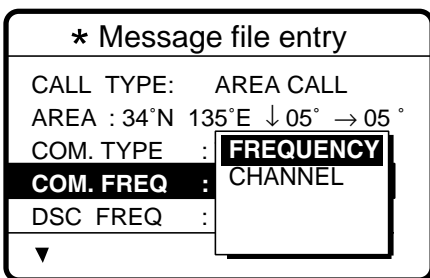 * Message file entry
CALL TYPE: AREA CALL
AREA : 34°N 135°E ↓05° →05 °
COM. TYPE :
FREQUENCY
COM. FREQ :
CHANNEL
DSC FREQ :
▼